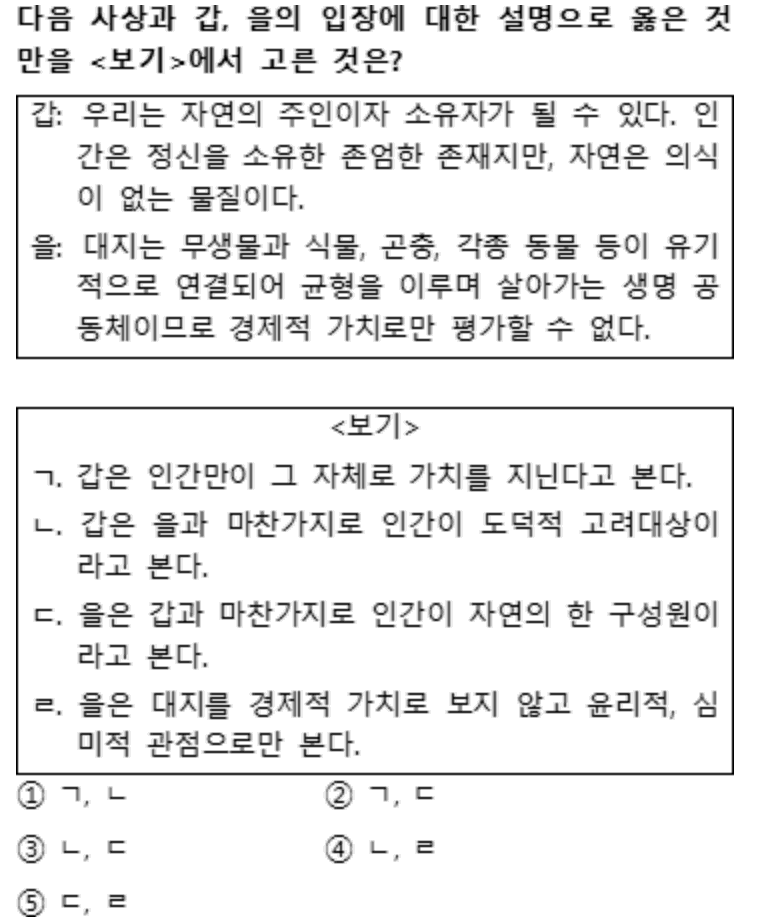 다음 사상과 갑, 을의 입장에 대한 설명으로 옳은 것
만을 <보기>에서 고른 것은?
갑: 우리는 자연의 주인이자 소유자가 될 수 있다. 인
간은 정신을 소유한 존엄한 존재지만, 자연은 의식
이 없는 물질이다.
을: 대지는 무생물과 식물, 곤충, 각종 동물 등이 유기
적으로 연결되어 균형을 이루며 살아가는 생명 공
동체이므로 경제적 가치로만 평가할 수 없다.
<보기>
ㄱ. 갑은 인간만이 그 자체로 가치를 지닌다고 본다.
ㄴ. 갑은 을과 마찬가지로 인간이 도덕적 고려대상이
라고 본다.
ㄷ. 을은 갑과 마찬가지로 인간이 자연의 한 구성원이
라고 본다.
ㄹ. 을은 대지를 경제적 가치로 보지 않고 윤리적, 심
미적 관점으로만 본다.
① ㄱ, ㄴ ② ㄱ, ㄷ
③ ㄴ, ㄷ ④ ㄴ, ㄹ
⑤ ㄷ, ㄹ